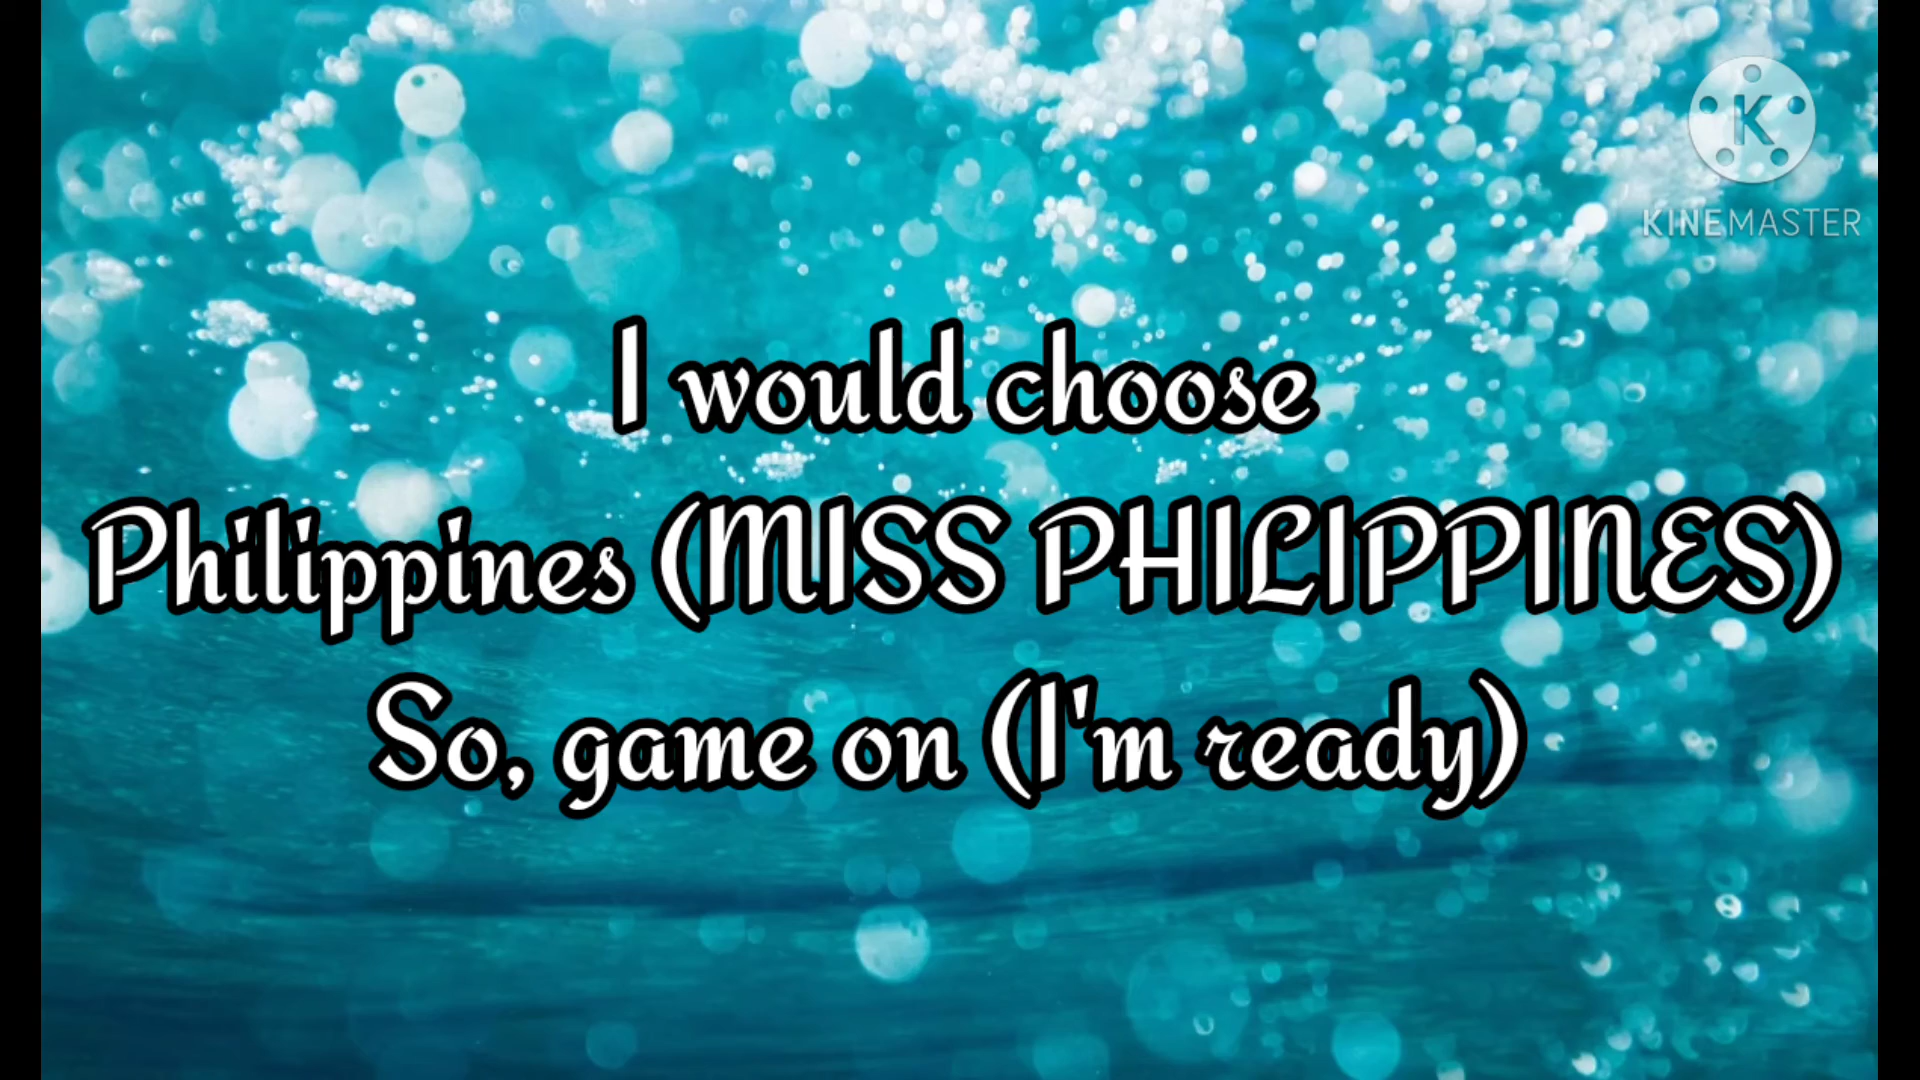 K
KINEMASTER
I would choose
Philippines (MISS PHILIPPINES)
So, game on (I'm ready)